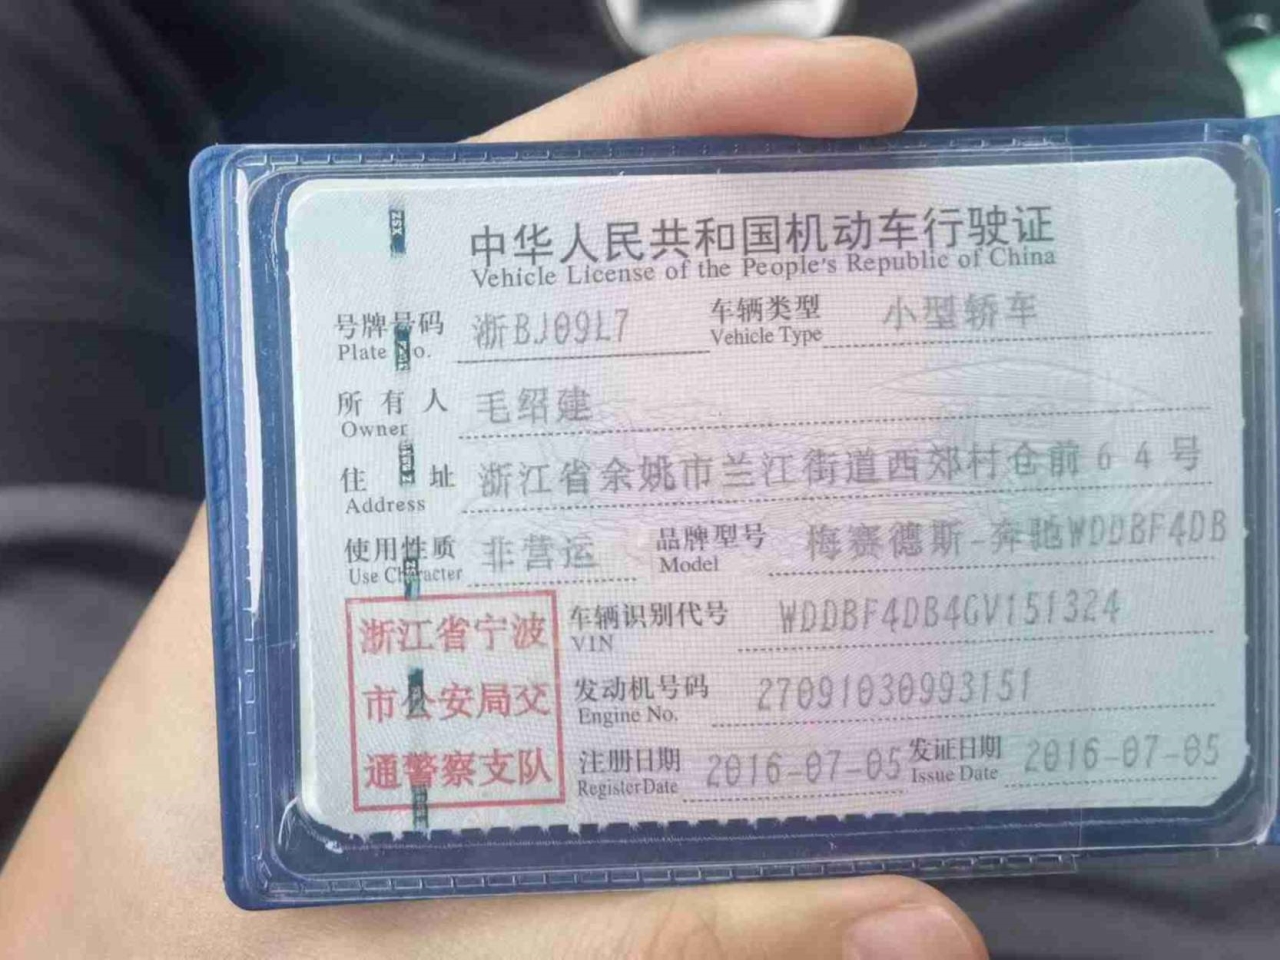 中华人民共和国机动车行驶证
Vehicle License of the People's Republic of China
号牌号码 浙BJ09L7 车辆类型 小型轿车
Plate No. Vehicle Type
所有人 毛绍建
Owner
住址 浙江省余姚市兰江街道西郊村仓前64号
Address
使用性质 非营运 品牌型号 梅赛德斯-奔驰WDDBF4DB
Use Character Model
浙江省宁波
市公安局交
通警察支队
车辆识别代号 WDDBF4DB4GV151324
VIN
发动机号码 27091030993151
Engine No.
注册日期 2016-07-05 发证日期 2016-07-05
Register Date Issue Date